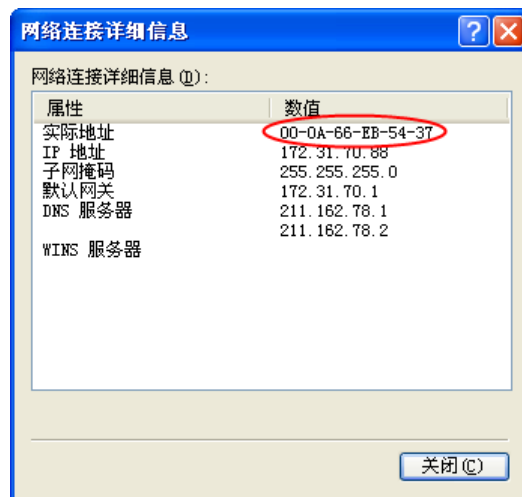 网络连接详细信息
网络连接详细信息(D):
属性 数值
实际地址 00-0A-66-EB-54-37
IP 地址 172.31.70.88
子网掩码 255.255.255.0
默认网关 172.31.70.1
DNS 服务器 211.162.78.1
211.162.78.2
WINS 服务器
关闭(C)